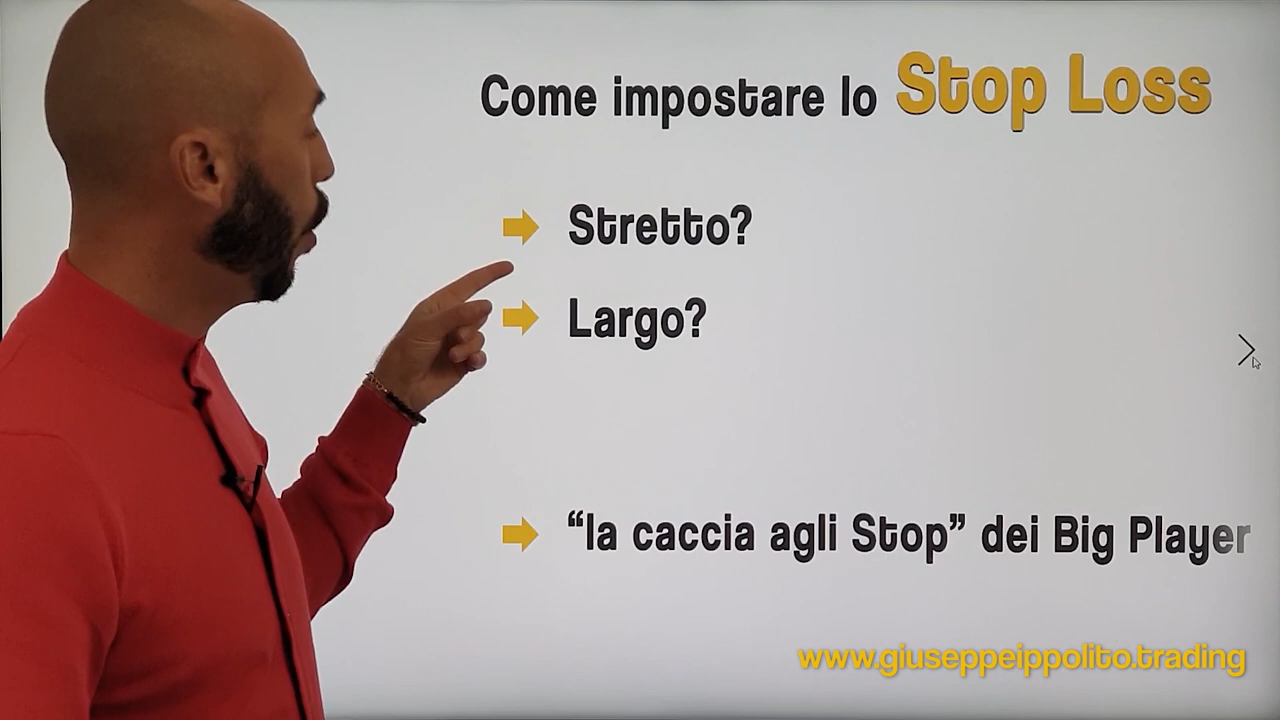 Come impostare lo Stop Loss
Stretto?
Largo?
“la caccia agli Stop” dei Big Player
www.giuseppeippolito.trading